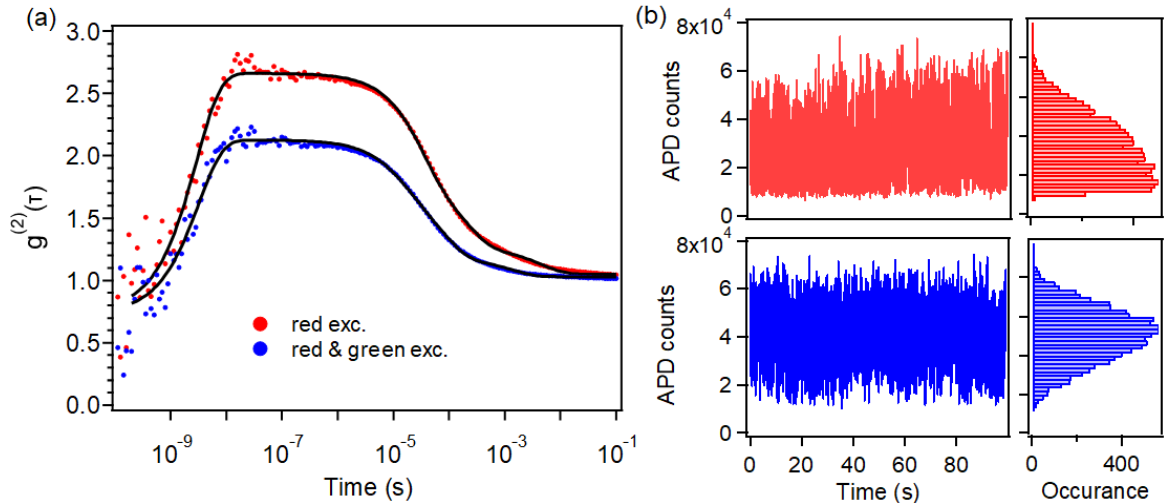 (a)
3.0
2.5
2.0
1.5
1.0
0.5
0.0
g(2)(τ)
red exc.
red & green exc.
10-9
10-7
10-5
10-3
10-1
Time (s)
(b)
8x104
6
4
2
0
APD counts
8x104
6
4
2
0
APD counts
0
20
40
60
80
Time (s)
0
400
Occurance